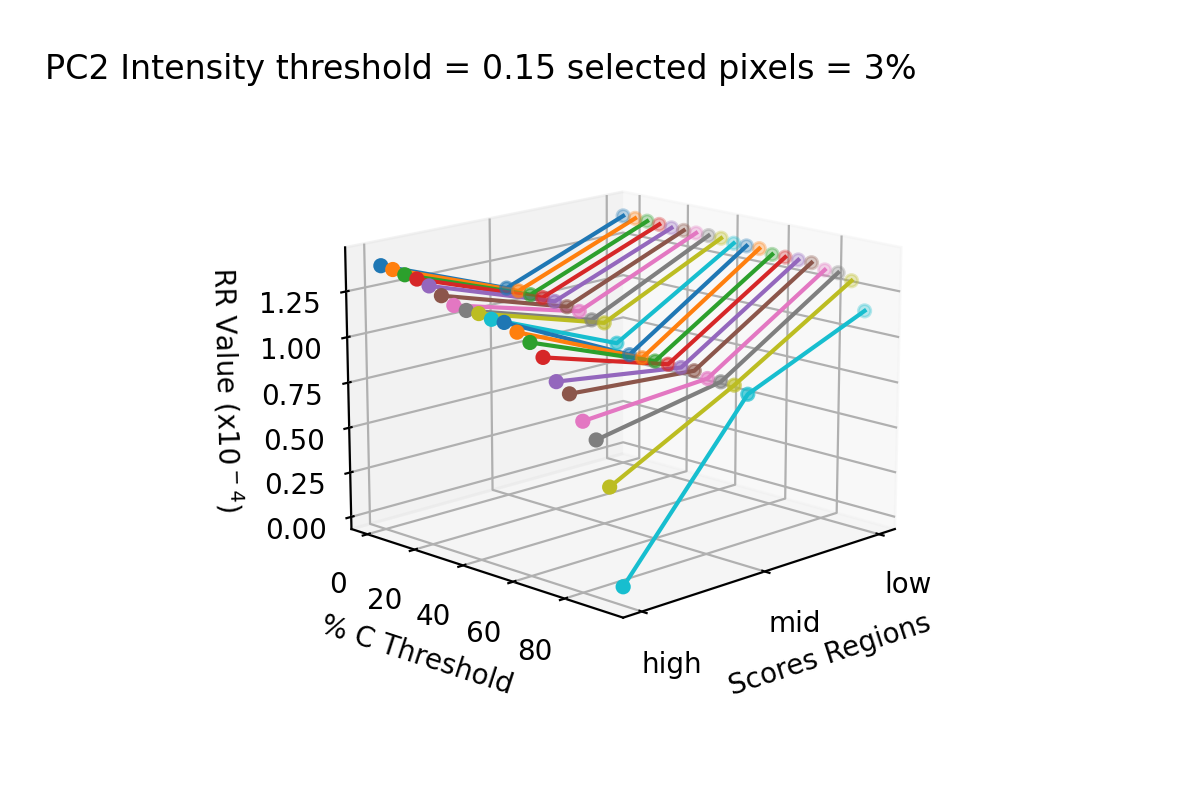 PC2 Intensity threshold = 0.15 selected pixels = 3%
RR Value (x10⁻⁴)
1.25
1.00
0.75
0.50
0.25
0.00
0
20
40
60
80
% C Threshold
high
mid
low
Scores Regions